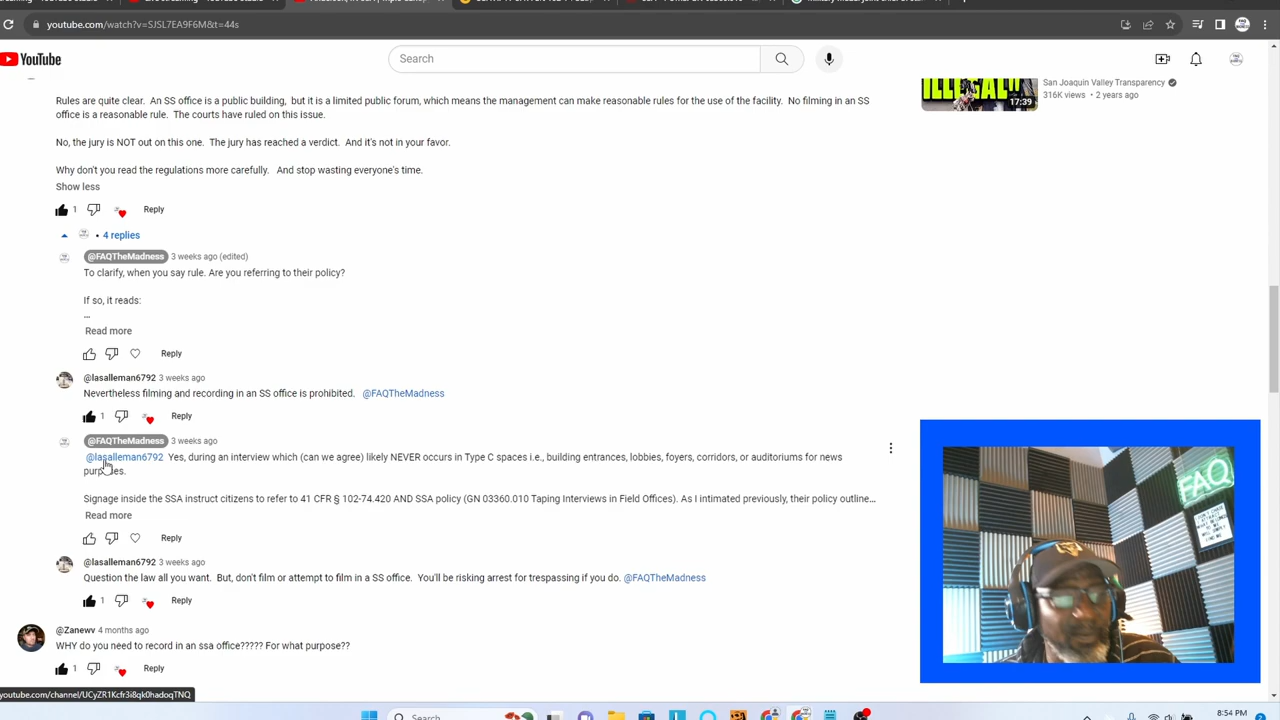 youtube.com/watch?v=SJSL7EA9F6M&t=44s
YouTube
Search
ILLEGAL
17:39
San Joaquin Valley Transparency
316K views • 2 years ago
Rules are quite clear. An SS office is a public building, but it is a limited public forum, which means the management can make reasonable rules for the use of the facility. No filming in an SS
office is a reasonable rule. The courts have ruled on this issue.
No, the jury is NOT out on this one. The jury has reached a verdict. And it's not in your favor.
Why don't you read the regulations more carefully. And stop wasting everyone's time.
Show less
1
Reply
• 4 replies
@FAQTheMadness 3 weeks ago (edited)
To clarify, when you say rule. Are you referring to their policy?
If so, it reads:
...
Read more
Reply
@lasalleman6792 3 weeks ago
Nevertheless filming and recording in an SS office is prohibited. @FAQTheMadness
1
Reply
@FAQTheMadness 3 weeks ago
@lasalleman6792 Yes, during an interview which (can we agree) likely NEVER occurs in Type C spaces i.e., building entrances, lobbies, foyers, corridors, or auditoriums for news
purposes.
Signage inside the SSA instruct citizens to refer to 41 CFR § 102-74.420 AND SSA policy (GN 03360.010 Taping Interviews in Field Offices). As I intimated previously, their policy outline...
Read more
Reply
@lasalleman6792 3 weeks ago
Question the law all you want. But, don't film or attempt to film in a SS office. You'll be risking arrest for trespassing if you do. @FAQTheMadness
1
Reply
@Zanewv 4 months ago
WHY do you need to record in an ssa office????? For what purpose??
1
Reply
FAQ
youtube.com/channel/UCyZR1Kcfr3i8qk0hadoqTNQ
Search
8:54 PM